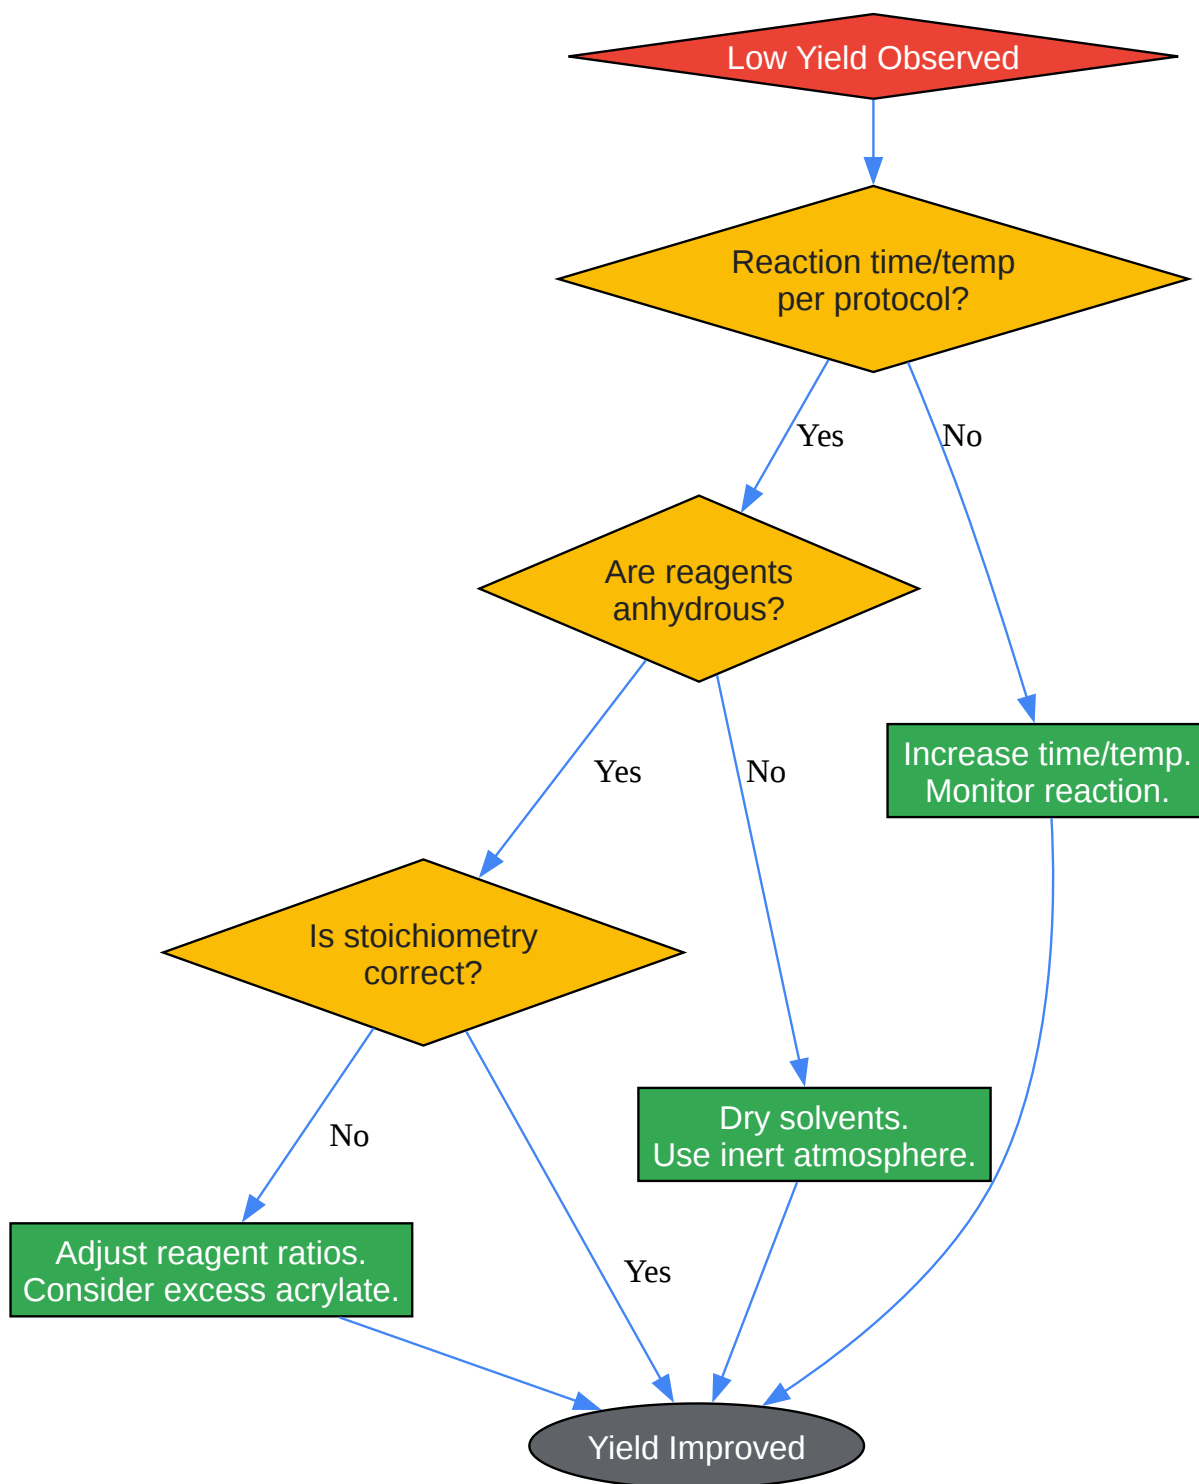 Low Yield Observed
Reaction time/temp
per protocol?
Yes
No
Are reagents
anhydrous?
Yes
No
Increase time/temp.
Monitor reaction.
Is stoichiometry
correct?
No
Yes
Dry solvents.
Use inert atmosphere.
Adjust reagent ratios.
Consider excess acrylate.
Yield Improved